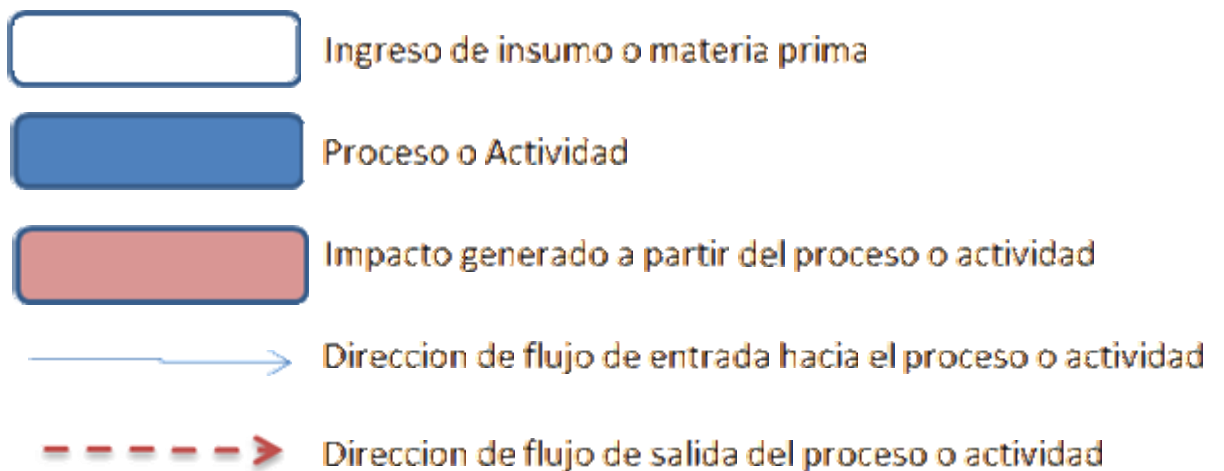 Ingreso de insumo o materia prima
Proceso o Actividad
Impacto generado a partir del proceso o actividad
Direccion de flujo de entrada hacia el proceso o actividad
Direccion de flujo de salida del proceso o actividad